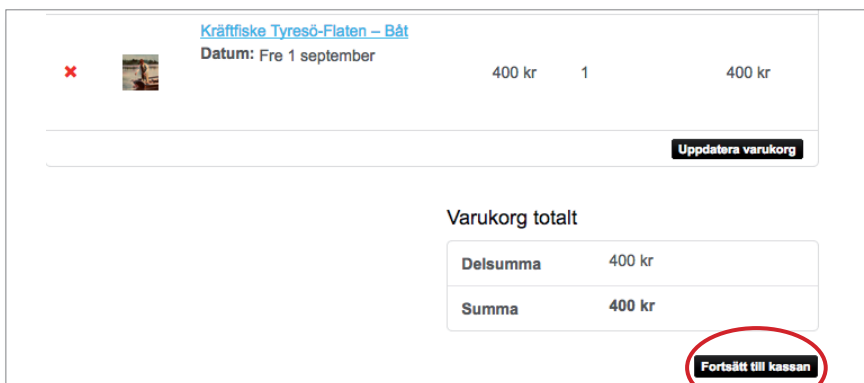 Kräftfiske Tyresö-Flaten – Båt
Datum: Fre 1 september
400 kr 1 400 kr
Uppdatera varukorg
Varukorg totalt
Delsumma 400 kr
Summa 400 kr
Fortsätt till kassan